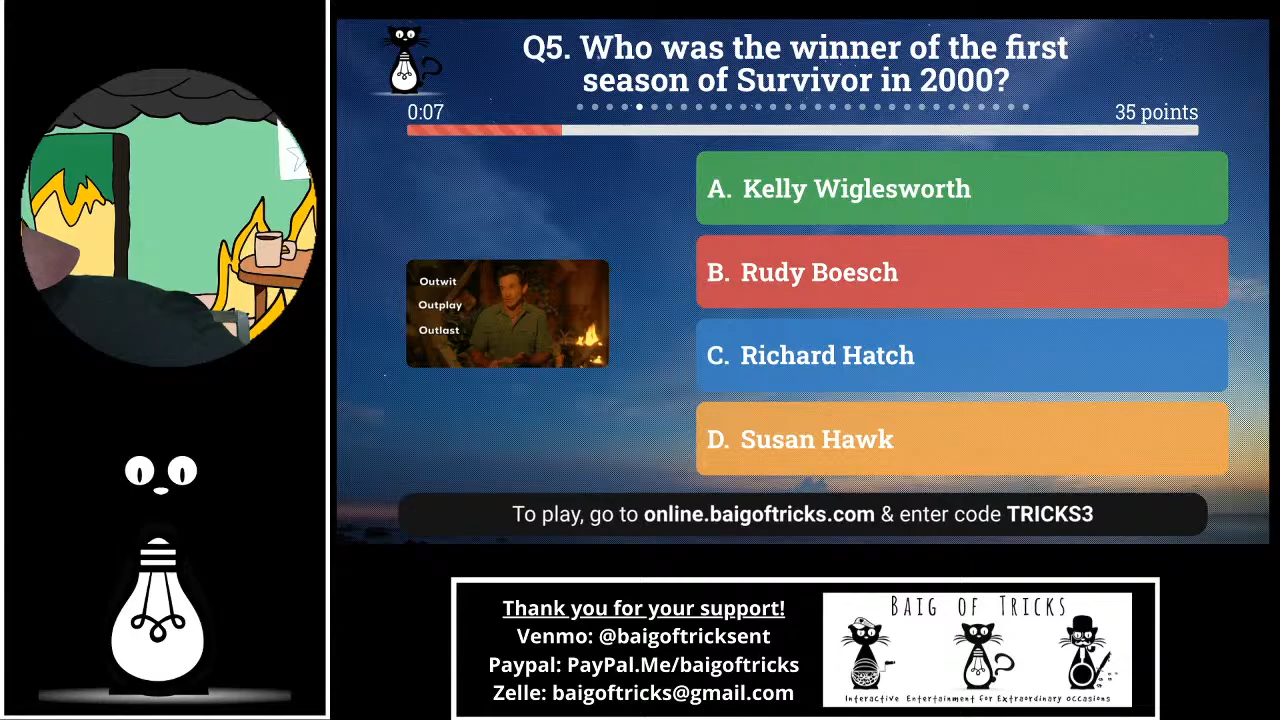 Q5. Who was the winner of the first
season of Survivor in 2000?
0:07
35 points
A. Kelly Wiglesworth
B. Rudy Boesch
C. Richard Hatch
D. Susan Hawk
Outwit
Outplay
Outlast
To play, go to online.baigoftricks.com & enter code TRICKS3
Thank you for your support!
Venmo: @baigoftricksent
Paypal: PayPal.Me/baigoftricks
Zelle: baigoftricks@gmail.com
BAIG OF TRICKS
Interactive Entertainment for Extraordinary occasions